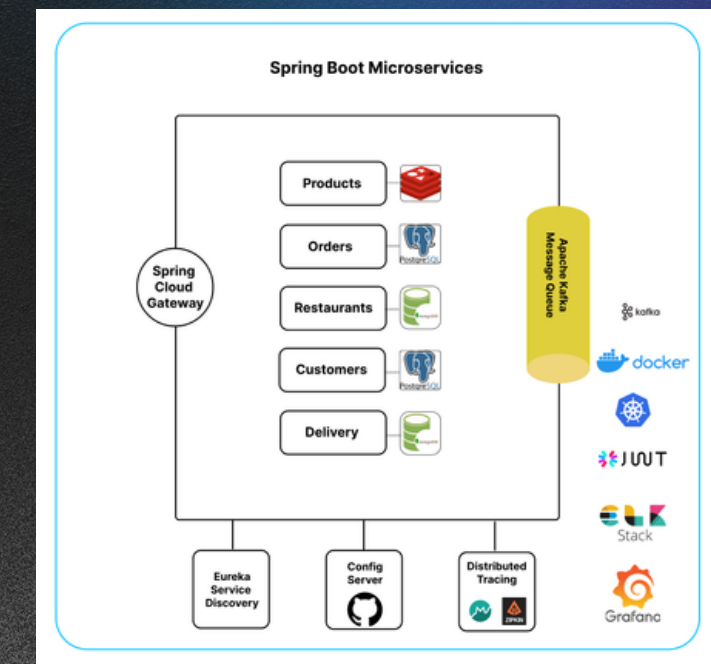 Spring Boot Microservices
Products
Orders
PostgreSQL
Spring
Cloud
Gateway
Restaurants
Customers
PostgreSQL
Delivery
Apache Kafka
Message Queue
kafka
docker
JWT
ELK
Stack
Grafana
Eureka
Service
Discovery
Config
Server
Distributed
Tracing
ZIPKIN